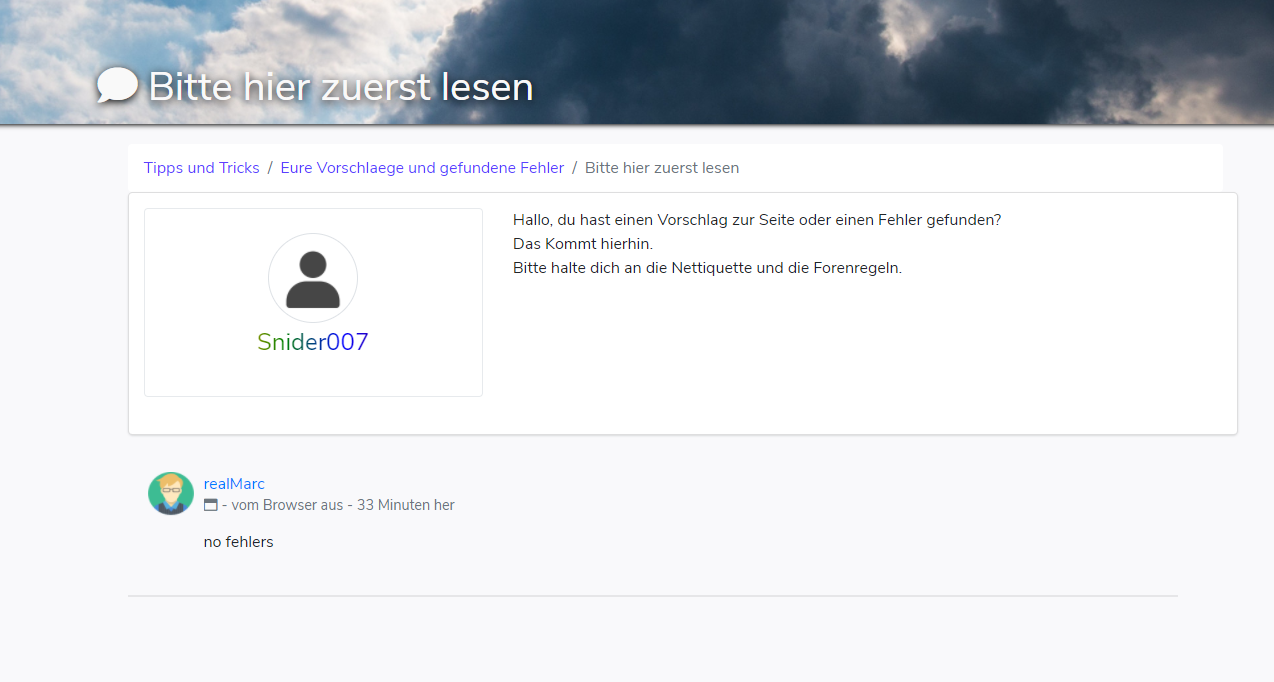 Bitte hier zuerst lesen
Tipps und Tricks / Eure Vorschlaege und gefundene Fehler / Bitte hier zuerst lesen
Snider007
Hallo, du hast einen Vorschlag zur Seite oder einen Fehler gefunden?
Das Kommt hierhin.
Bitte halte dich an die Nettiquette und die Forenregeln.
realMarc
- vom Browser aus - 33 Minuten her
no fehlers